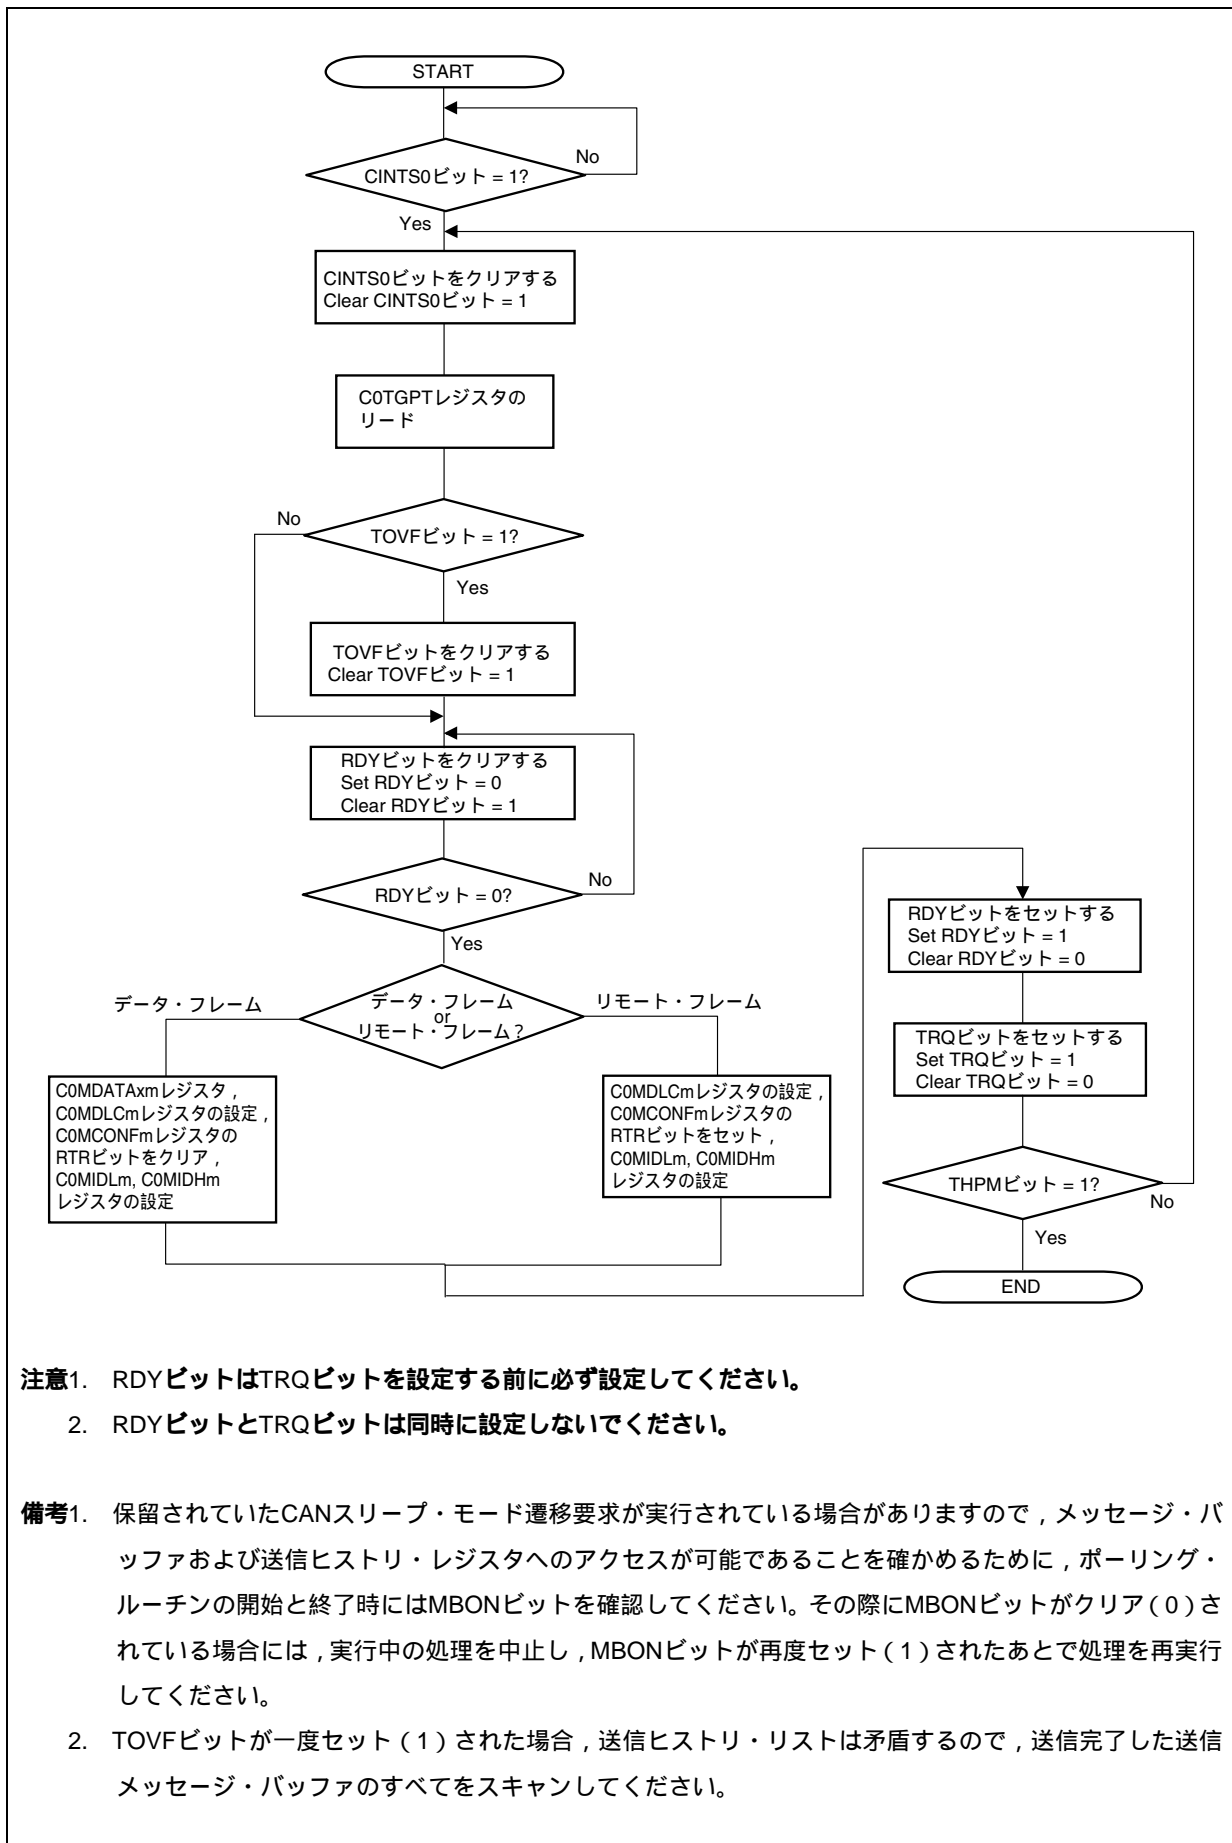 START
CINTS0ビット = 1?
No
Yes
CINTS0ビットをクリアする
Clear CINTS0ビット = 1
C0TGPTレジスタの
リード
TOVFビット = 1?
No
Yes
TOVFビットをクリアする
Clear TOVFビット = 1
RDYビットをクリアする
Set RDYビット = 0
Clear RDYビット = 1
RDYビット = 0?
No
Yes
データ・フレーム
or
リモート・フレーム?
データ・フレーム
リモート・フレーム
C0MDATAxmレジスタ,
C0MDLCmレジスタの設定,
C0MCONFmレジスタの
RTRビットをクリア,
C0MIDLm, C0MIDHm
レジスタの設定
C0MDLCmレジスタの設定,
C0MCONFmレジスタの
RTRビットをセット,
C0MIDLm, C0MIDHm
レジスタの設定
RDYビットをセットする
Set RDYビット = 1
Clear RDYビット = 0
TRQビットをセットする
Set TRQビット = 1
Clear TRQビット = 0
THPMビット = 1?
No
Yes
END
注意1. RDYビットはTRQビットを設定する前に必ず設定してください。
2. RDYビットとTRQビットは同時に設定しないでください。
備考1. 保留されていたCANスリープ・モード遷移要求が実行されている場合がありますので,メッセージ・バ
ッファおよび送信ヒストリ・レジスタへのアクセスが可能であることを確かめるために,ポーリング・
ルーチンの開始と終了時にはMBONビットを確認してください。その際にMBONビットがクリア(0)さ
れている場合には,実行中の処理を中止し,MBONビットが再度セット(1)されたあとで処理を再実行
してください。
2. TOVFビットが一度セット(1)された場合,送信ヒストリ・リストは矛盾するので,送信完了した送信
メッセージ・バッファのすべてをスキャンしてください。